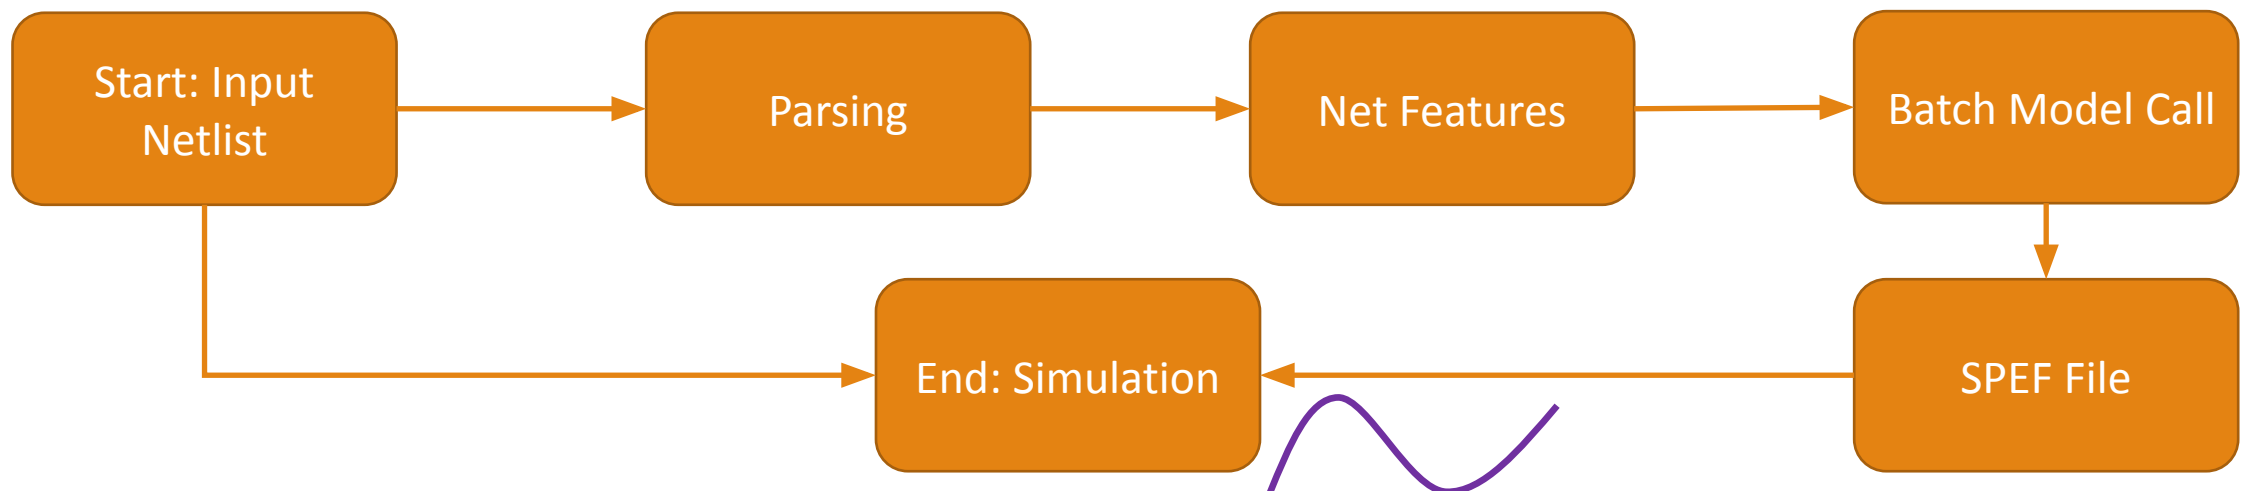 Start: Input
Netlist
Parsing
Net Features
Batch Model Call
End: Simulation
SPEF File